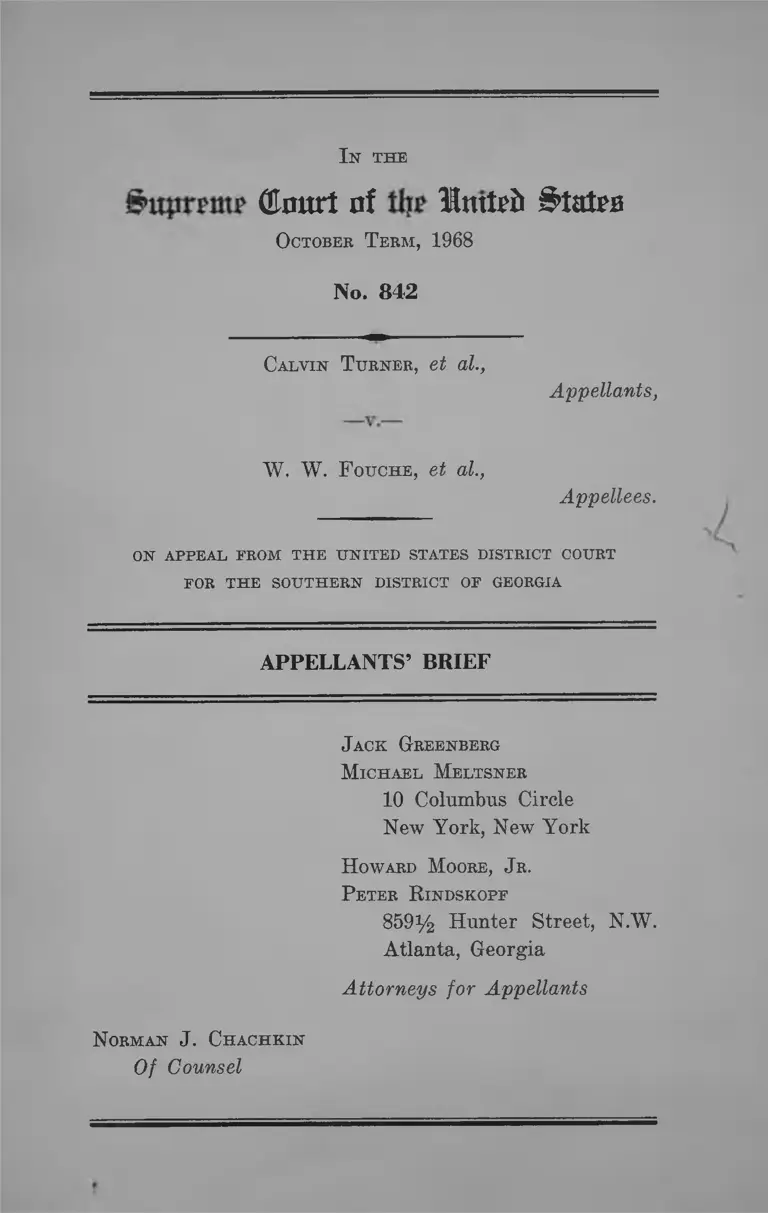 IN THE
Supreme Court of the United States
OCTOBER TERM, 1968
No. 842
CALVIN TURNER, et al.,
Appellants,
—v.—
W. W. FOUCHE, et al.,
Appellees.
ON APPEAL FROM THE UNITED STATES DISTRICT COURT
FOR THE SOUTHERN DISTRICT OF GEORGIA
APPELLANTS' BRIEF
JACK GREENBERG
MICHAEL MELTSNER
10 Columbus Circle
New York, New York
HOWARD MOORE, JR.
PETER RINDSKOPF
859½ Hunter Street, N.W.
Atlanta, Georgia
Attorneys for Appellants
NORMAN J. CHACHKIN
Of Counsel